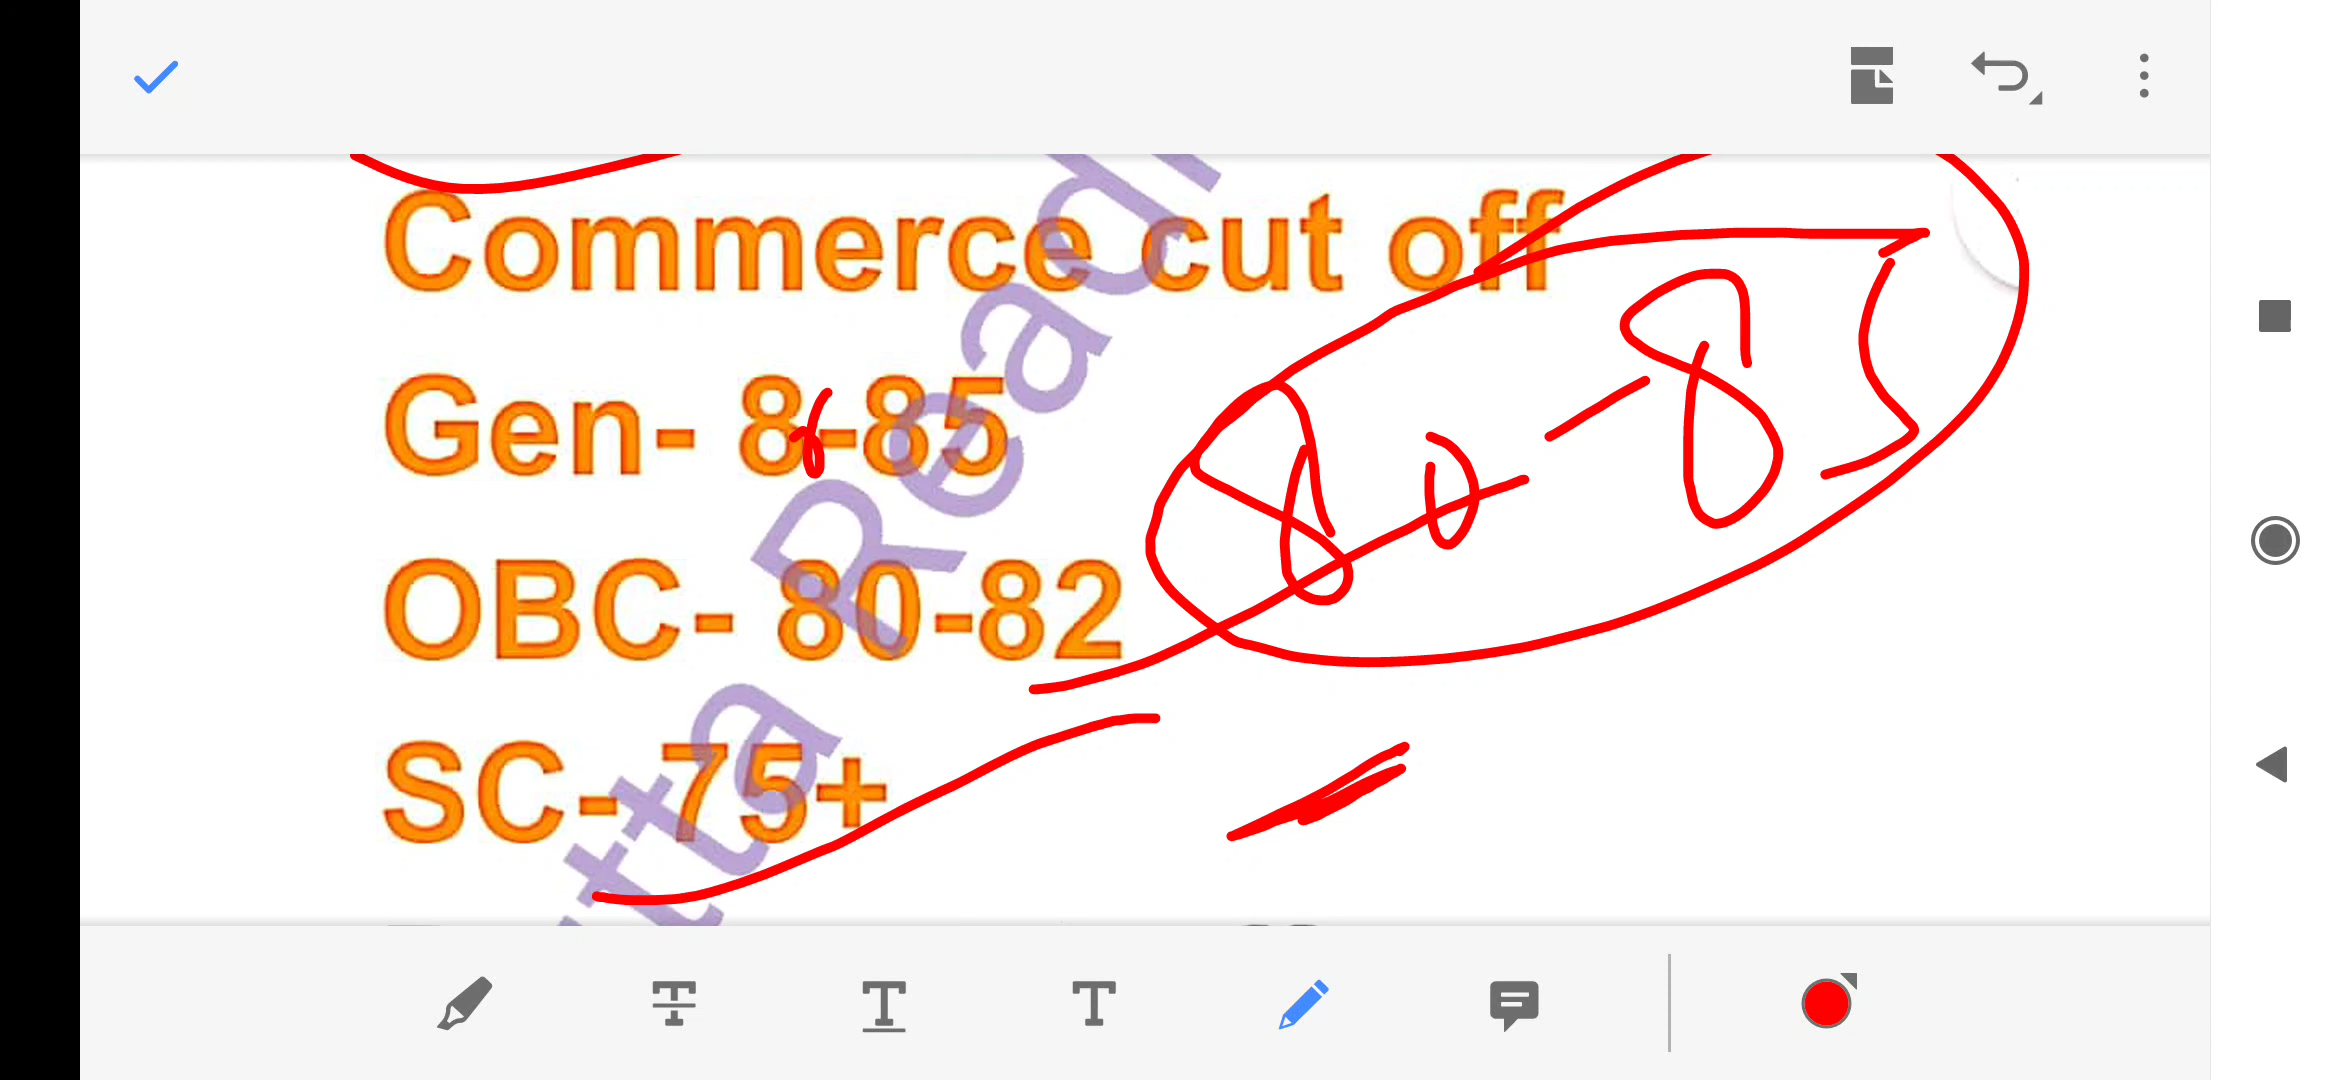 Commerce cut off
Gen- 8-85
OBC- 80-82
80 - 85
SC- 75+